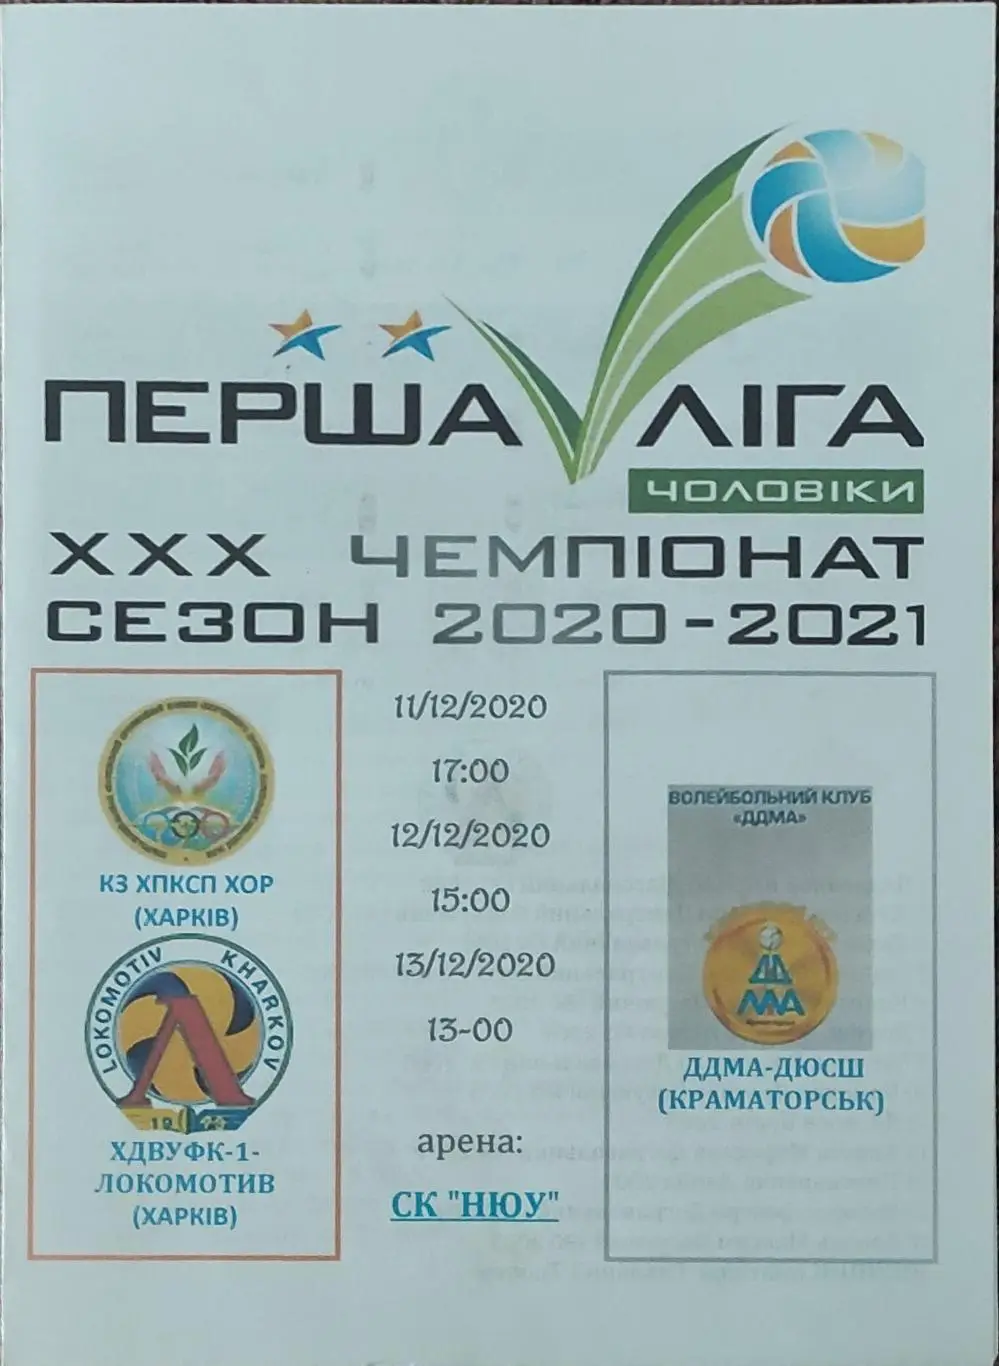 ПЕРША ЛІГА
ЧОЛОВІКИ
XXX ЧЕМПІОНАТ
СЕЗОН 2020-2021
КЗ ХПКСП ХОР
(ХАРКІВ)
LOKOMOTIV KHARKOV
Л
ХДВУФК-1-
ЛОКОМОТИВ
(ХАРКІВ)
11/12/2020
17:00
12/12/2020
15:00
13/12/2020
13-00
арена:
СК "НЮУ"
ВОЛЕЙБОЛЬНИЙ КЛУБ
«ДДМА»
ДДМА-ДЮСШ
(КРАМАТОРСЬК)